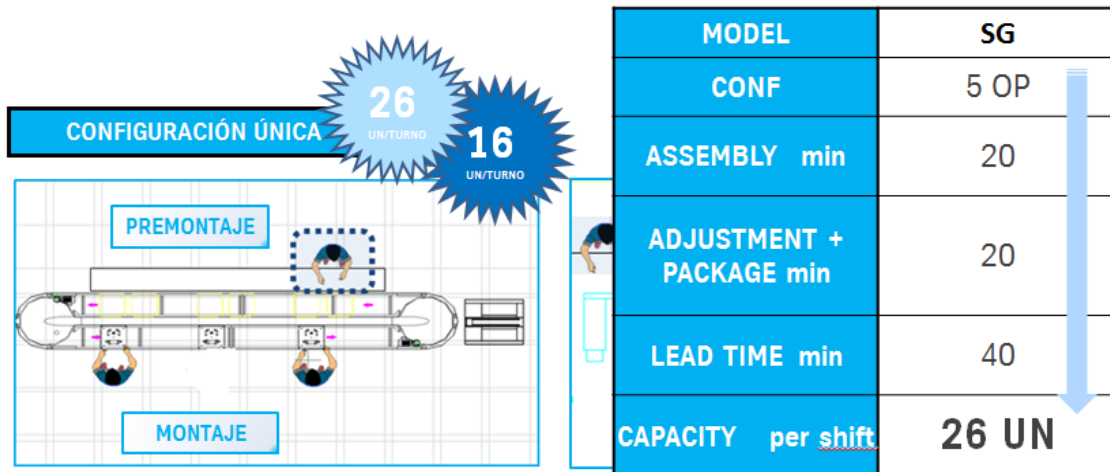 CONFIGURACIÓN ÚNICA
26
UN/TURNO
16
UN/TURNO
PREMONTAJE
MONTAJE
MODEL SG
CONF 5 OP
ASSEMBLY min 20
ADJUSTMENT +
PACKAGE min 20
LEAD TIME min 40
CAPACITY per shift 26 UN